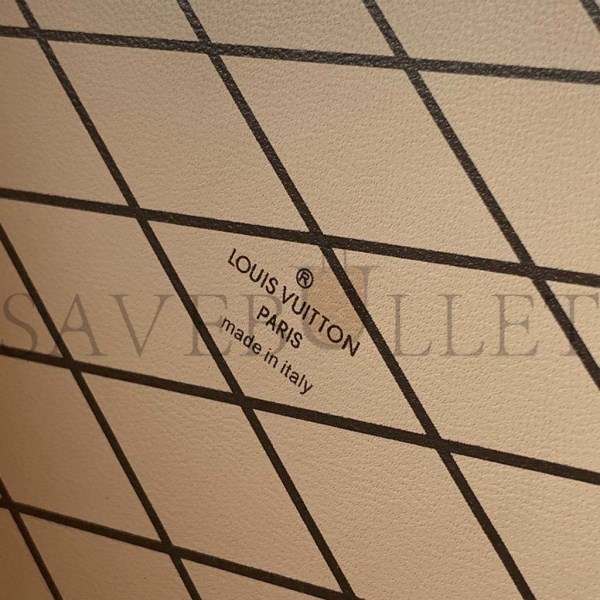 ®
LOUIS VUITTON
PARIS
made in italy
SAVEBULLET